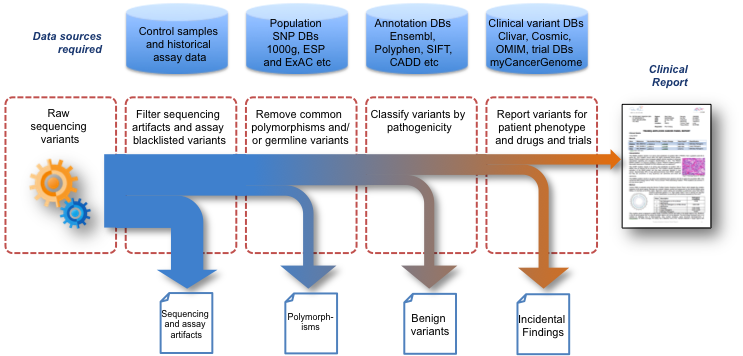 Data sources
required
Control samples
and historical
assay data
Population
SNP DBs
1000g, ESP
and ExAC etc
Annotation DBs
Ensembl,
Polyphen, SIFT,
CADD etc
Clinical variant DBs
Clivar, Cosmic,
OMIM, trial DBs
myCancerGenome
Clinical
Report
Raw
sequencing
variants
Filter sequencing
artifacts and assay
blacklisted variants
Remove common
polymorphisms and/
or germline variants
Classify variants by
pathogenicity
Report variants for
patient phenotype
and drugs and trials
Sequencing
and assay
artifacts
Polymorph-
isms
Benign
variants
Incidental
Findings